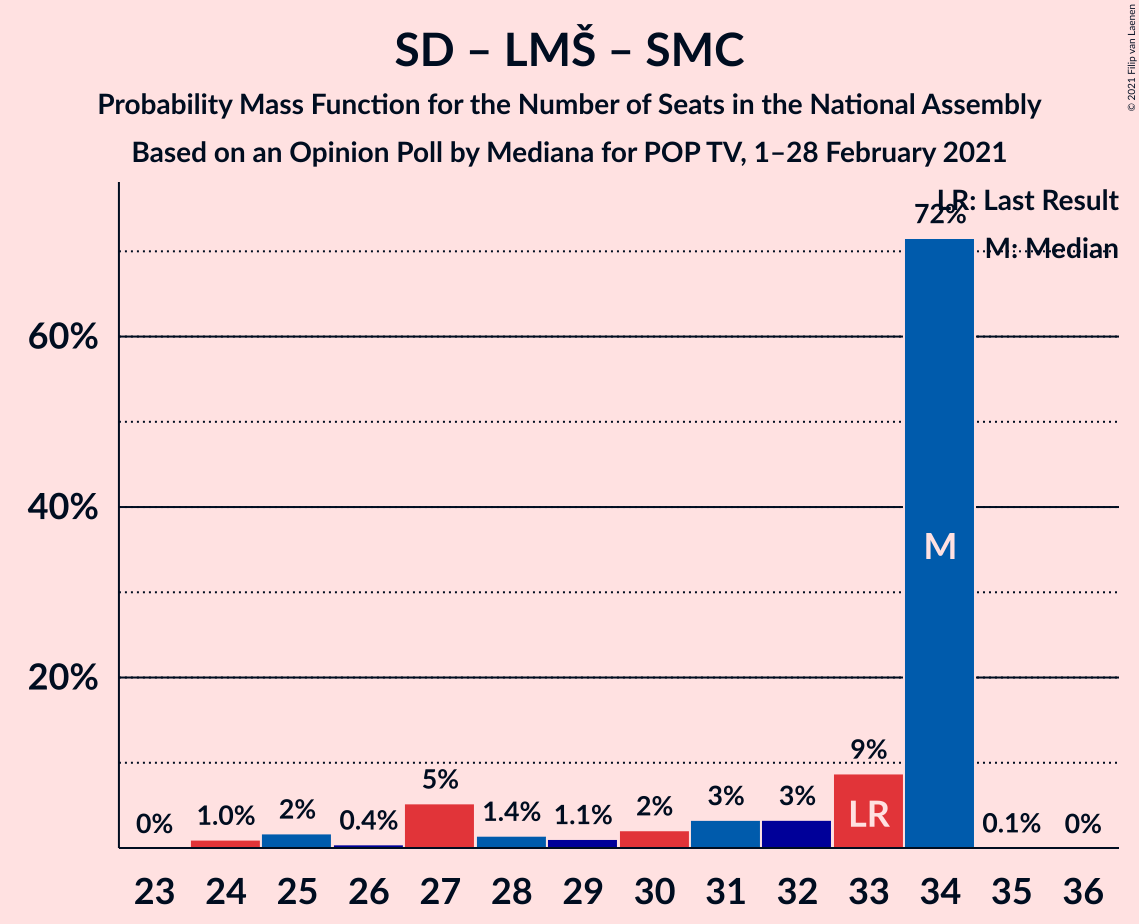 SD – LMŠ – SMC
Probability Mass Function for the Number of Seats in the National Assembly
Based on an Opinion Poll by Mediana for POP TV, 1–28 February 2021
© 2021 Filip van Laenen
LR: Last Result
M: Median
60%
40%
20%
0%
1.0%
2%
0.4%
5%
1.4%
1.1%
2%
3%
3%
9%
72%
0.1%
0%
LR
M
23 24 25 26 27 28 29 30 31 32 33 34 35 36